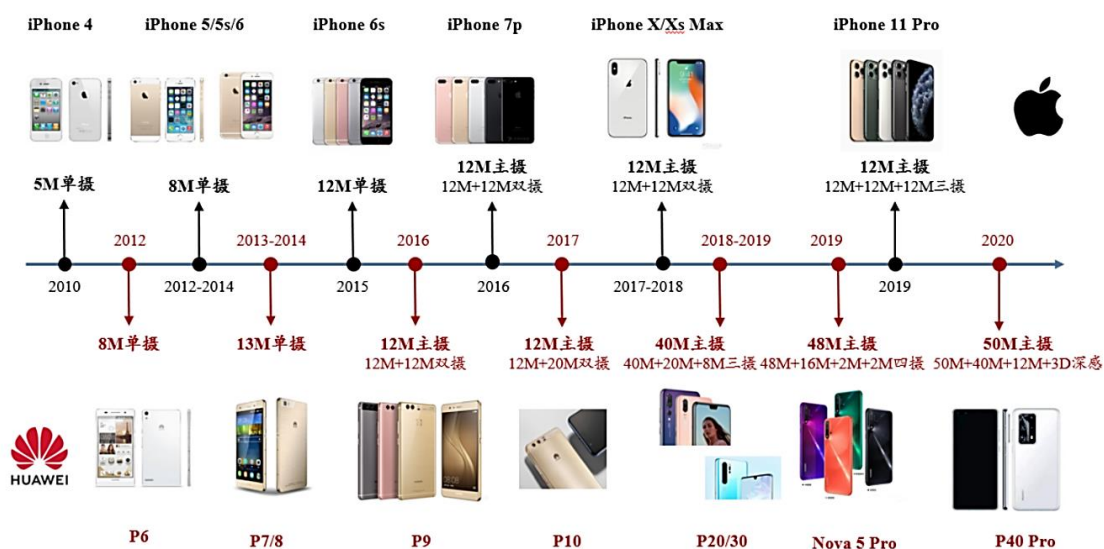 iPhone 4 iPhone 5/5s/6 iPhone 6s iPhone 7p iPhone X/Xs Max iPhone 11 Pro
5M单摄 8M单摄 12M单摄 12M主摄 12M主摄 12M主摄
12M+12M双摄 12M+12M双摄 12M+12M+12M三摄
2012 2013-2014 2016 2017 2018-2019 2019 2020
2010 2012-2014 2015 2016 2017-2018 2019
8M单摄 13M单摄 12M主摄 12M主摄 40M主摄 48M主摄 50M主摄
12M+12M双摄 12M+20M双摄 40M+20M+8M三摄 48M+16M+2M+2M四摄 50M+40M+12M+3D深感
HUAWEI
P6 P7/8 P9 P10 P20/30 Nova 5 Pro P40 Pro